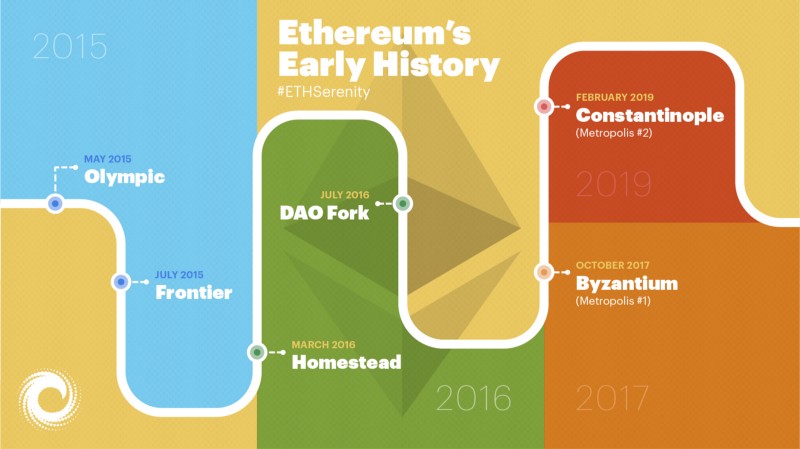 Ethereum's
Early History
#ETHSerenity
2015
MAY 2015
Olympic
JULY 2015
Frontier
MARCH 2016
Homestead
JULY 2016
DAO Fork
2016
OCTOBER 2017
Byzantium
(Metropolis #1)
2017
FEBRUARY 2019
Constantinople
(Metropolis #2)
2019